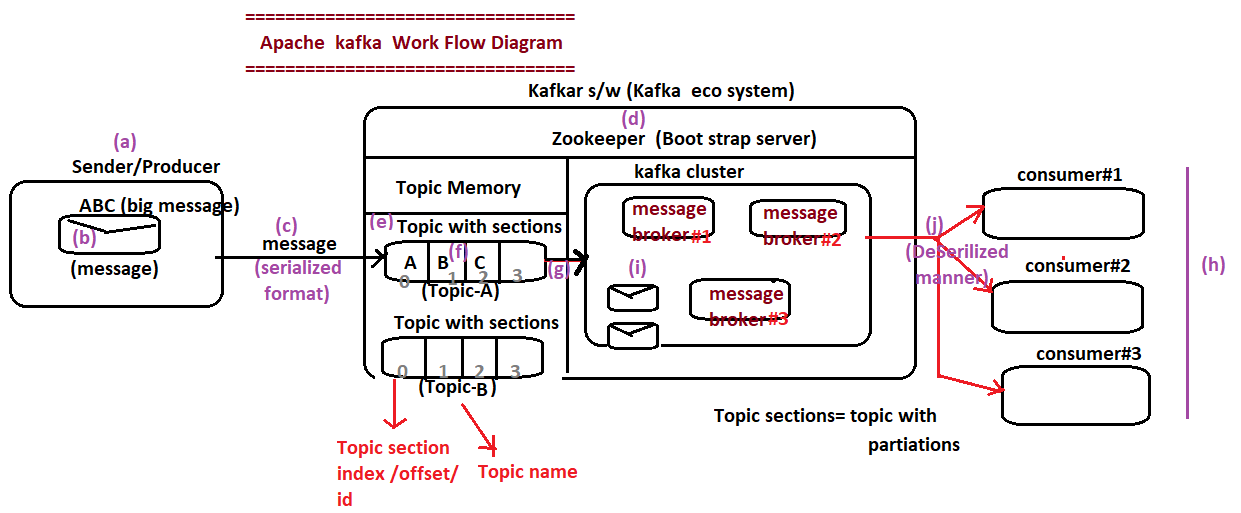 =================================
Apache kafka Work Flow Diagram
=================================
Kafkar s/w (Kafka eco system)
(d)
Zookeeper (Boot strap server)
(a)
Sender/Producer
ABC (big message)
(b)
(message)
(c)
message
(serialized
format)
Topic Memory
(e)
Topic with sections
A B C
(f)
0 1 2 3
(Topic-A)
(g)
Topic with sections
0 1 2 3
(Topic-B)
Topic section
index /offset/
id
Topic name
kafka cluster
message
broker#1
message
broker#2
(i)
message
broker#3
(j)
(Deserilized
manner)
consumer#1
consumer#2
consumer#3
(h)
Topic sections= topic with
partiations